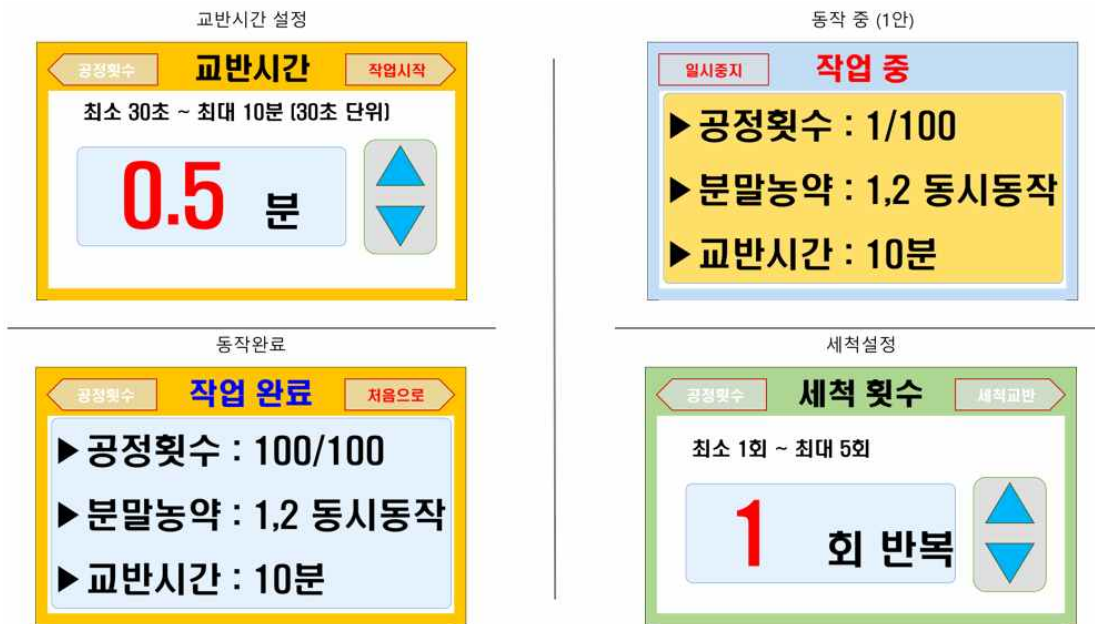 교반시간 설정
공정횟수
교반시간
작업시작
최소 30초 ~ 최대 10분 (30초 단위)
0.5 분
동작 중 (1안)
일시중지
작업 중
▶공정횟수 : 1/100
▶분말농약 : 1,2 동시동작
▶교반시간 : 10분
동작완료
공정횟수
작업 완료
처음으로
▶공정횟수 : 100/100
▶분말농약 : 1,2 동시동작
▶교반시간 : 10분
세척설정
공정횟수
세척 횟수
세척교반
최소 1회 ~ 최대 5회
1 회 반복